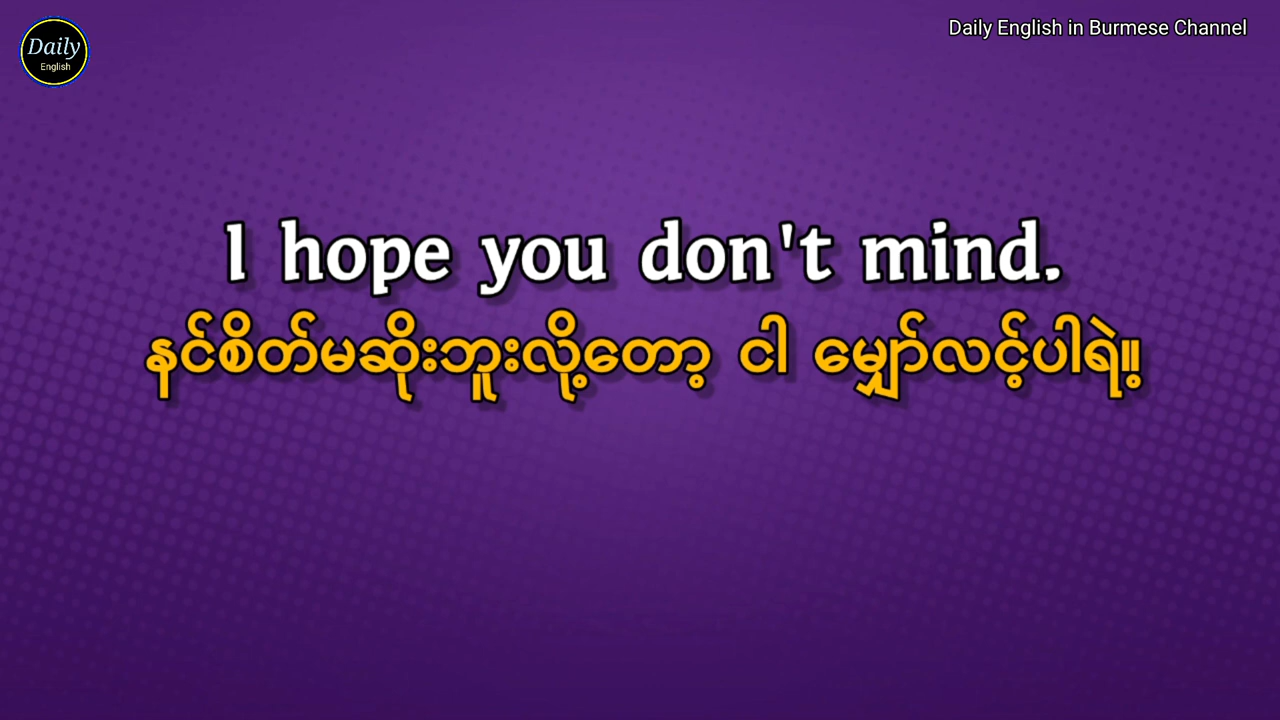 Daily
English
Daily English in Burmese Channel
I hope you don't mind.
နင်စိတ်မဆိုးဘူးလို့တော့ ငါ မျှော်လင့်ပါရဲ့။